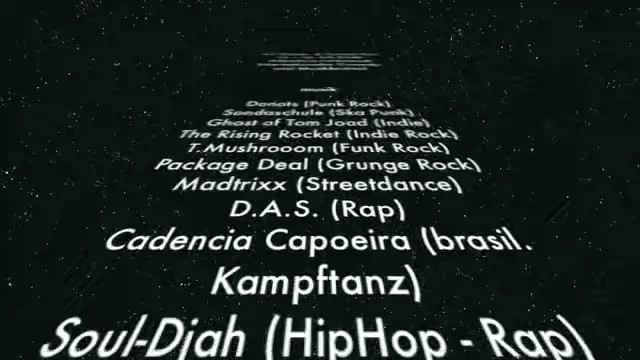 musik
Donots (Punk Rock)
Sondaschule (Ska Punk)
Ghost of Tom Joad (Indie)
The Rising Rocket (Indie Rock)
T.Mushrooom (Funk Rock)
Package Deal (Grunge Rock)
Madtrixx (Streetdance)
D.A.S. (Rap)
Cadencia Capoeira (brasil.
Kampftanz)
Soul-Djah (HipHop - Rap)